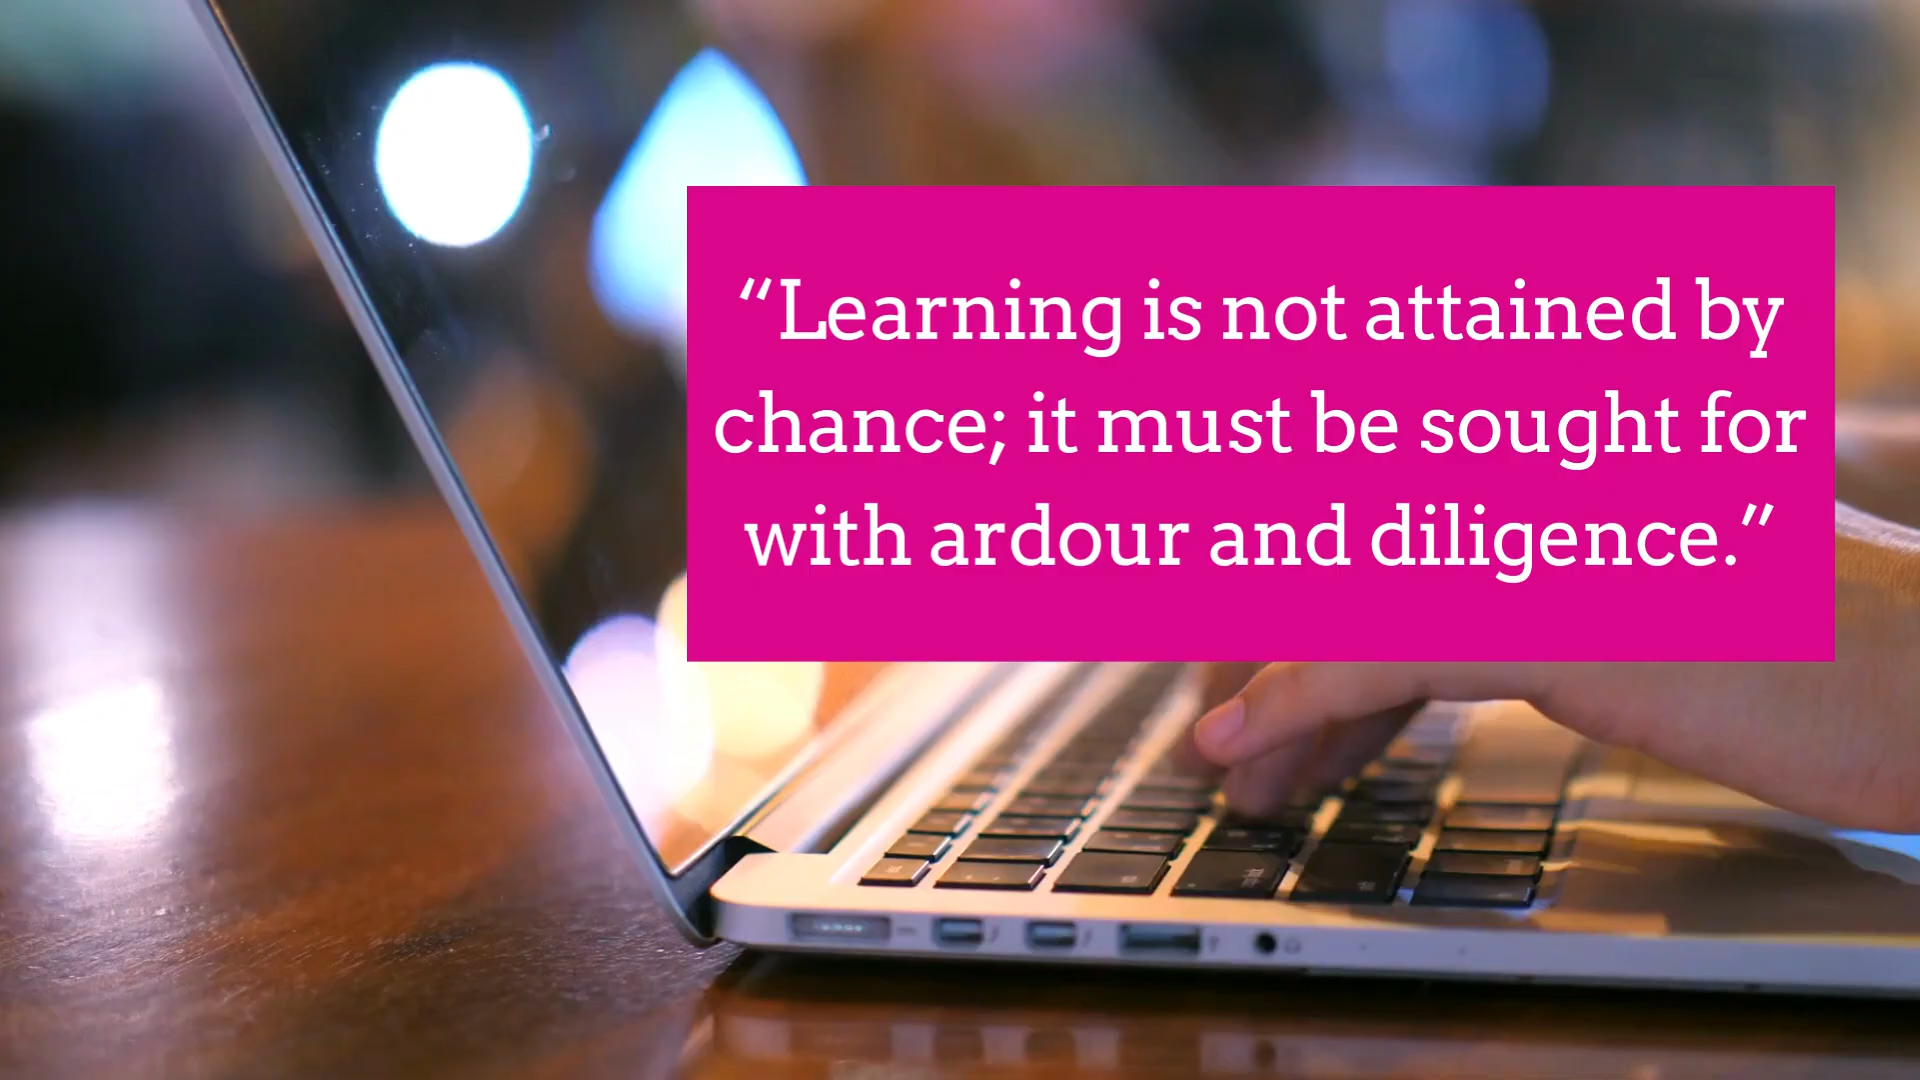 “Learning is not attained by
chance; it must be sought for
with ardour and diligence.”